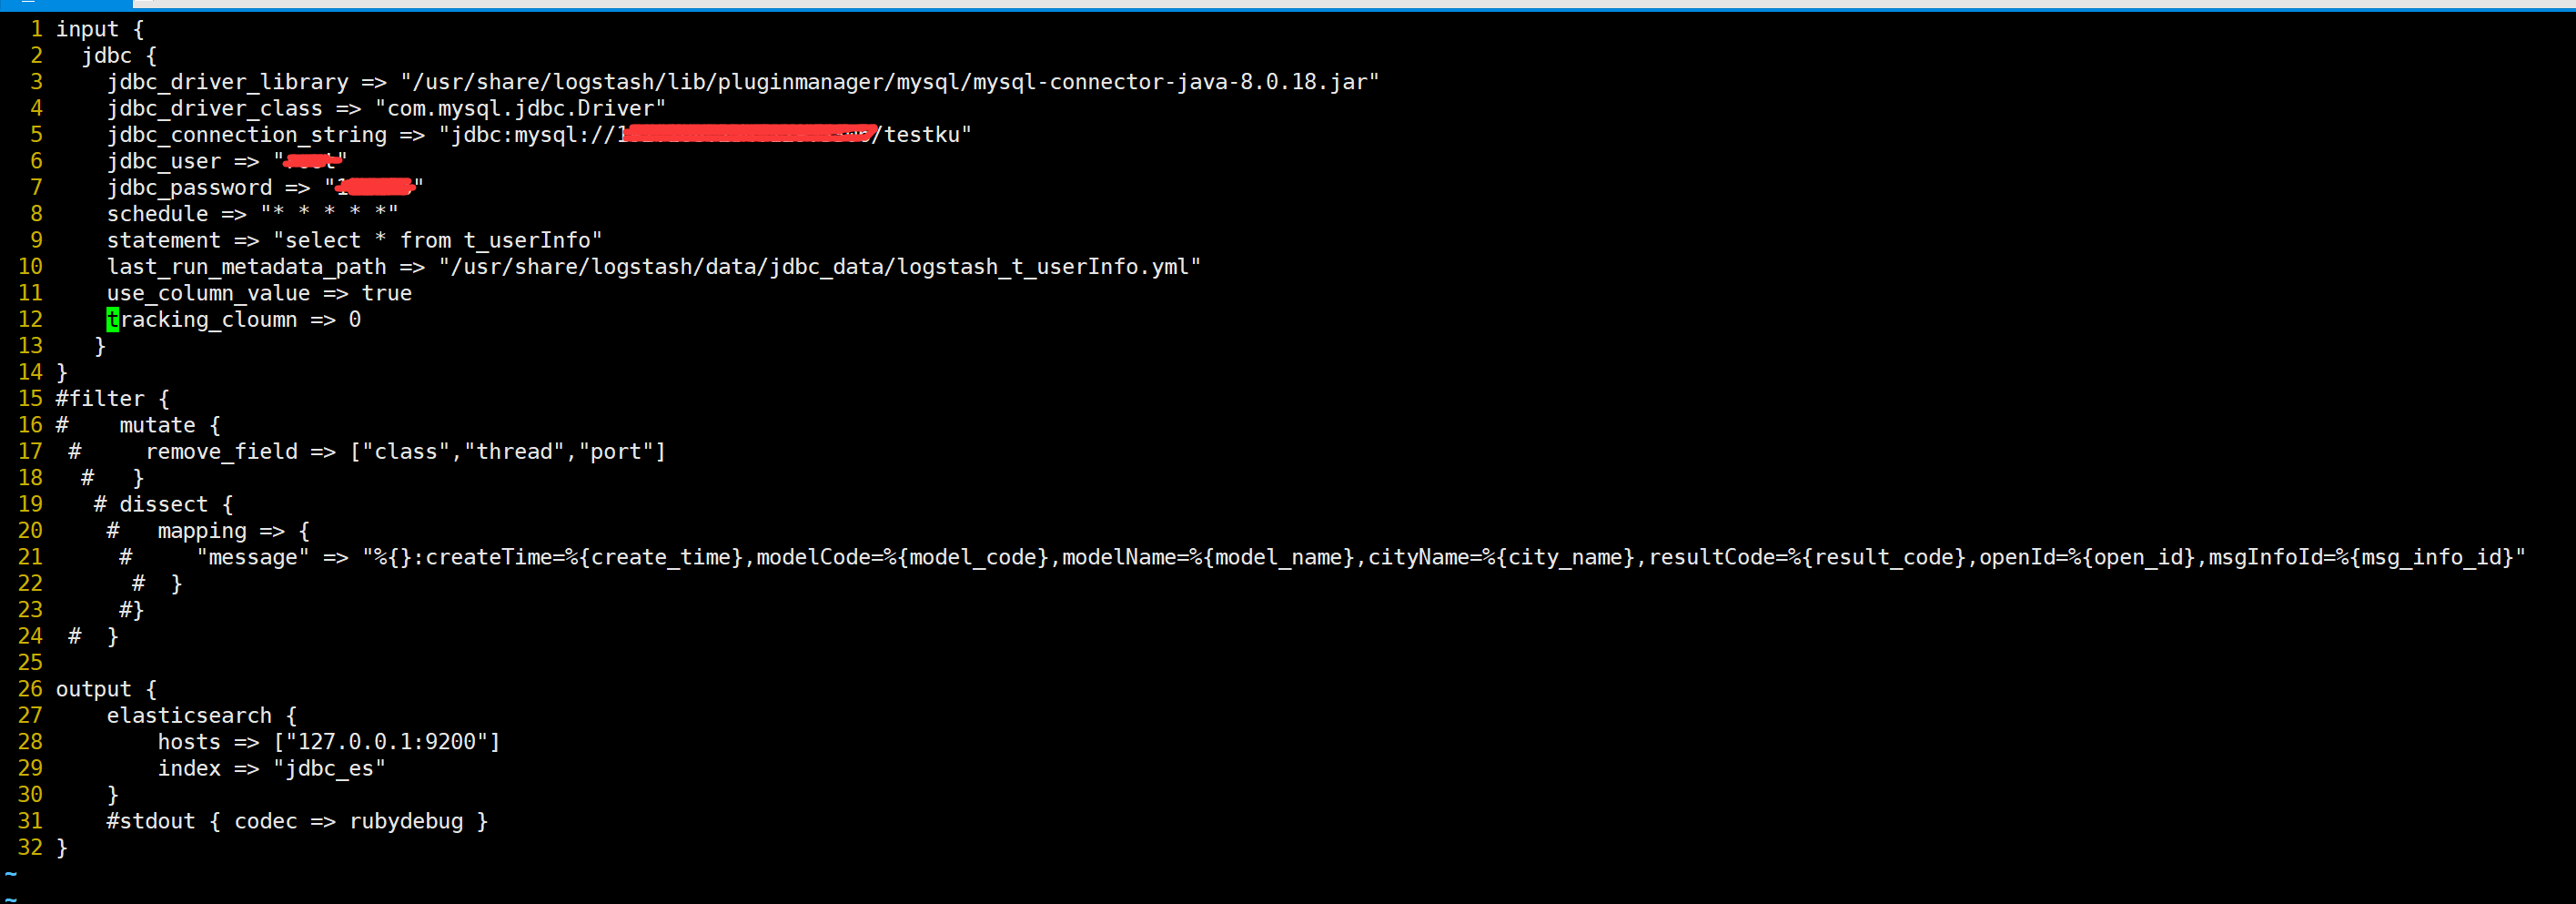 1 input {
2   jdbc {
3     jdbc_driver_library => "/usr/share/logstash/lib/pluginmanager/mysql/mysql-connector-java-8.0.18.jar"
4     jdbc_driver_class => "com.mysql.jdbc.Driver"
5     jdbc_connection_string => "jdbc:mysql:///testku"
6     jdbc_user => ""
7     jdbc_password => ""
8     schedule => "* * * * *"
9     statement => "select * from t_userInfo"
10     last_run_metadata_path => "/usr/share/logstash/data/jdbc_data/logstash_t_userInfo.yml"
11     use_column_value => true
12     tracking_cloumn => 0
13    }
14 }
15 #filter {
16 #    mutate {
17  #     remove_field => ["class","thread","port"]
18   #   }
19    # dissect {
20     #   mapping => {
21      #     "message" => "%{}:createTime=%{create_time},modelCode=%{model_code},modelName=%{model_name},cityName=%{city_name},resultCode=%{result_code},openId=%{open_id},msgInfoId=%{msg_info_id}"
22       #  }
23      #}
24  #  }
25
26 output {
27     elasticsearch {
28         hosts => ["127.0.0.1:9200"]
29         index => "jdbc_es"
30     }
31     #stdout { codec => rubydebug }
32 }
~
~